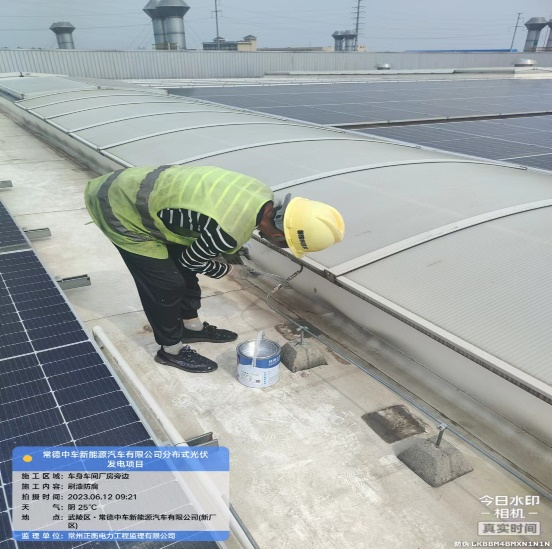 常德中车新能源汽车有限公司分布式光伏
发电项目
施工区域：车身车间厂房旁边
施工内容：刷漆防腐
拍摄时间：2023.06.12 09:21
天 气：阴 25℃
地 点：武陵区·常德中车新能源汽车有限公司(新厂
区)
监理单位：常州正衡电力工程监理有限公司
今日水印
相机
真实时间
防伪 LKBBM4BMXN1N1N